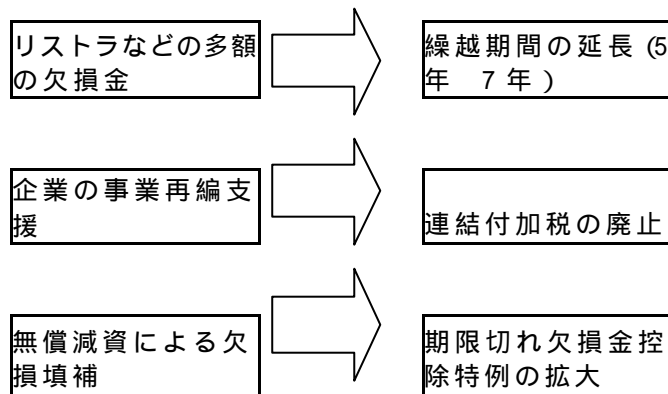 リストラなどの多額
の欠損金
繰越期間の延長(5
年　7年)
企業の事業再編支
援
連結付加税の廃止
無償減資による欠
損填補
期限切れ欠損金控
除特例の拡大